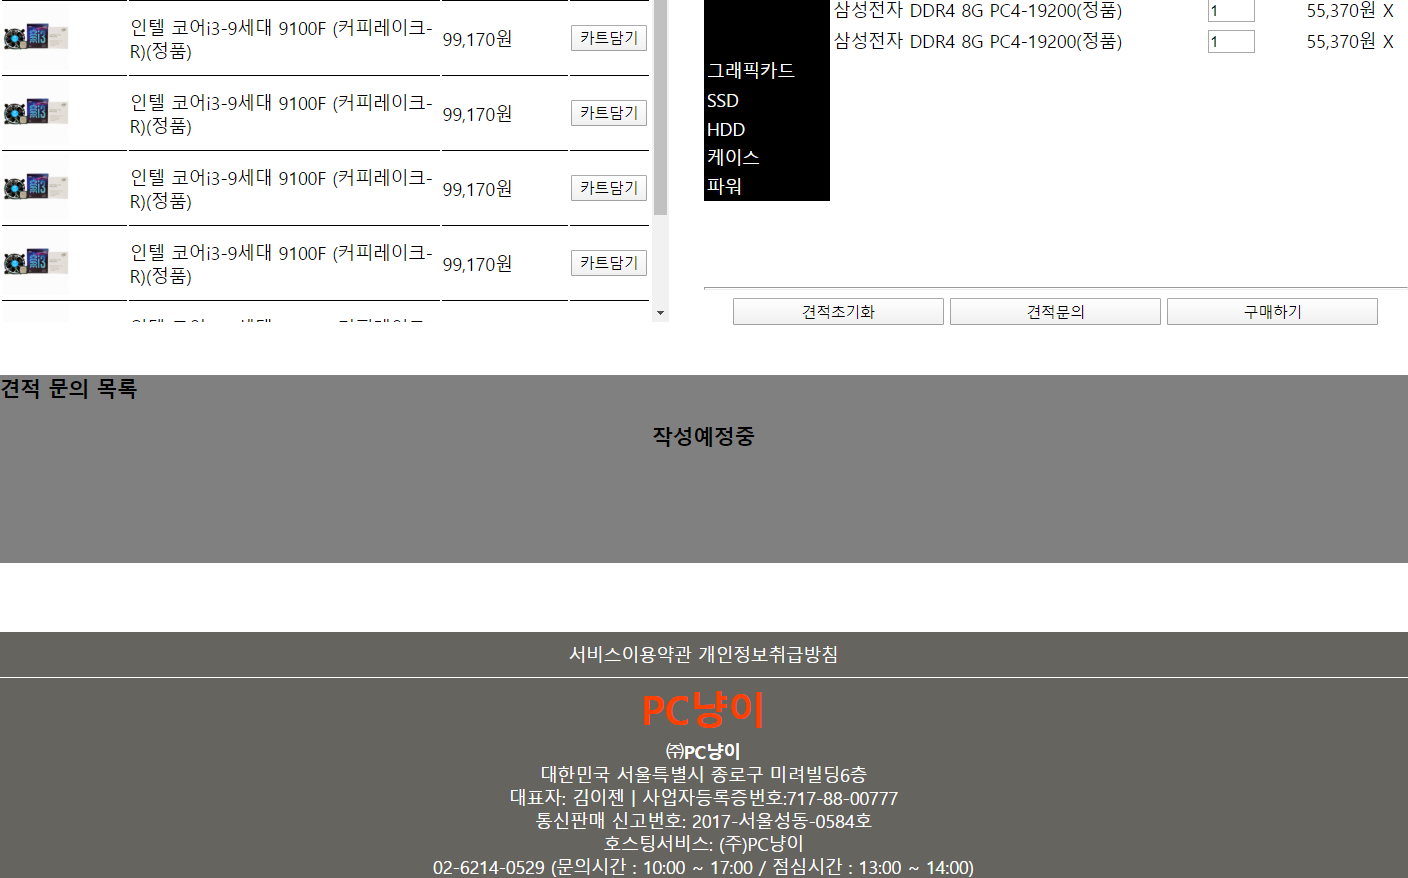 인텔 코어i3-9세대 9100F (커피레이크-
R)(정품)
99,170원
카트담기
인텔 코어i3-9세대 9100F (커피레이크-
R)(정품)
99,170원
카트담기
인텔 코어i3-9세대 9100F (커피레이크-
R)(정품)
99,170원
카트담기
인텔 코어i3-9세대 9100F (커피레이크-
R)(정품)
99,170원
카트담기
삼성전자 DDR4 8G PC4-19200(정품) 1 55,370원 X
삼성전자 DDR4 8G PC4-19200(정품) 1 55,370원 X
그래픽카드
SSD
HDD
케이스
파워
견적초기화 견적문의 구매하기
견적 문의 목록
작성예정중
서비스이용약관 개인정보취급방침
PC냥이
㈜PC냥이
대한민국 서울특별시 종로구 미려빌딩6층
대표자: 김이젠 | 사업자등록증번호:717-88-00777
통신판매 신고번호: 2017-서울성동-0584호
호스팅서비스: (주)PC냥이
02-6214-0529 (문의시간 : 10:00 ~ 17:00 / 점심시간 : 13:00 ~ 14:00)